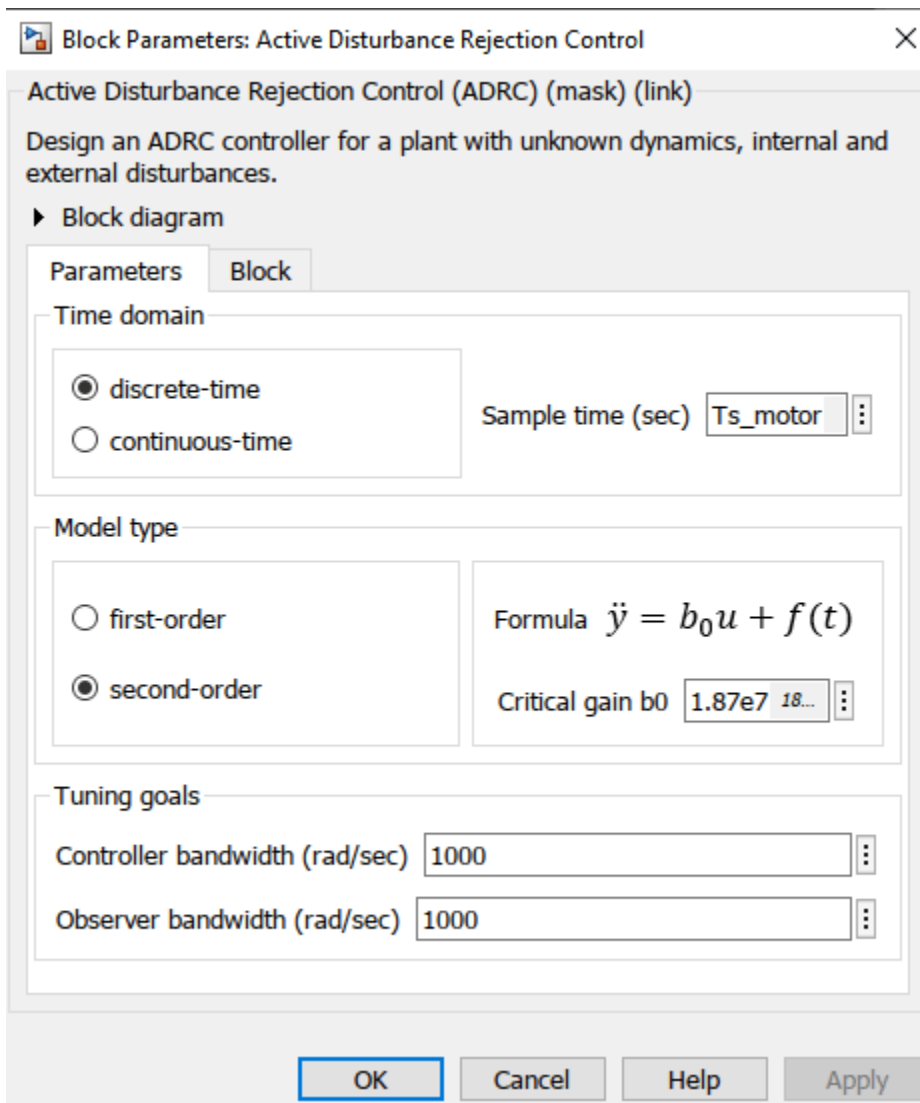 Block Parameters: Active Disturbance Rejection Control
Active Disturbance Rejection Control (ADRC) (mask) (link)
Design an ADRC controller for a plant with unknown dynamics, internal and
external disturbances.
Block diagram
Parameters Block
Time domain
discrete-time
continuous-time
Sample time (sec) Ts_motor
Model type
first-order
second-order
Formula ÿ = b₀u + f(t)
Critical gain b0 1.87e7 18...
Tuning goals
Controller bandwidth (rad/sec) 1000
Observer bandwidth (rad/sec) 1000
OK Cancel Help Apply